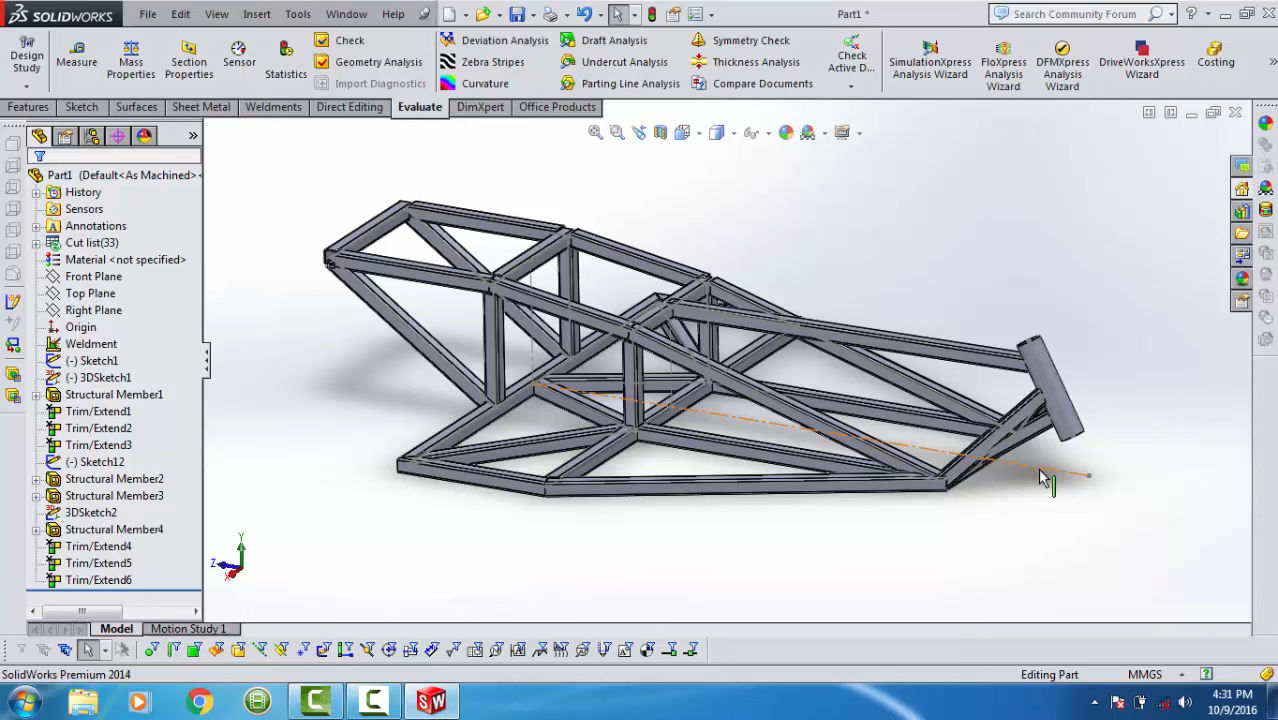 SOLIDWORKS File Edit View Insert Tools Window Help Part1 * Search Community Forum ?
Design Study
Measure
Mass Properties
Section Properties
Sensor
Statistics
Check
Geometry Analysis
Import Diagnostics
Deviation Analysis
Zebra Stripes
Curvature
Draft Analysis
Undercut Analysis
Parting Line Analysis
Symmetry Check
Thickness Analysis
Compare Documents
Check Active D...
SimulationXpress Analysis Wizard
FloXpress Analysis Wizard
DFMXpress Analysis Wizard
DriveWorksXpress Wizard
Costing
Features Sketch Surfaces Sheet Metal Weldments Direct Editing Evaluate DimXpert Office Products
Part1 (Default<As Machined>
History
Sensors
Annotations
Cut list(33)
Material <not specified>
Front Plane
Top Plane
Right Plane
Origin
Weldment
(-) Sketch1
(-) 3DSketch1
Structural Member1
Trim/Extend1
Trim/Extend2
Trim/Extend3
(-) Sketch12
Structural Member2
Structural Member3
3DSketch2
Structural Member4
Trim/Extend4
Trim/Extend5
Trim/Extend6
Y
Z
X
Model Motion Study 1
SolidWorks Premium 2014 Editing Part MMGS
4:31 PM
10/9/2016